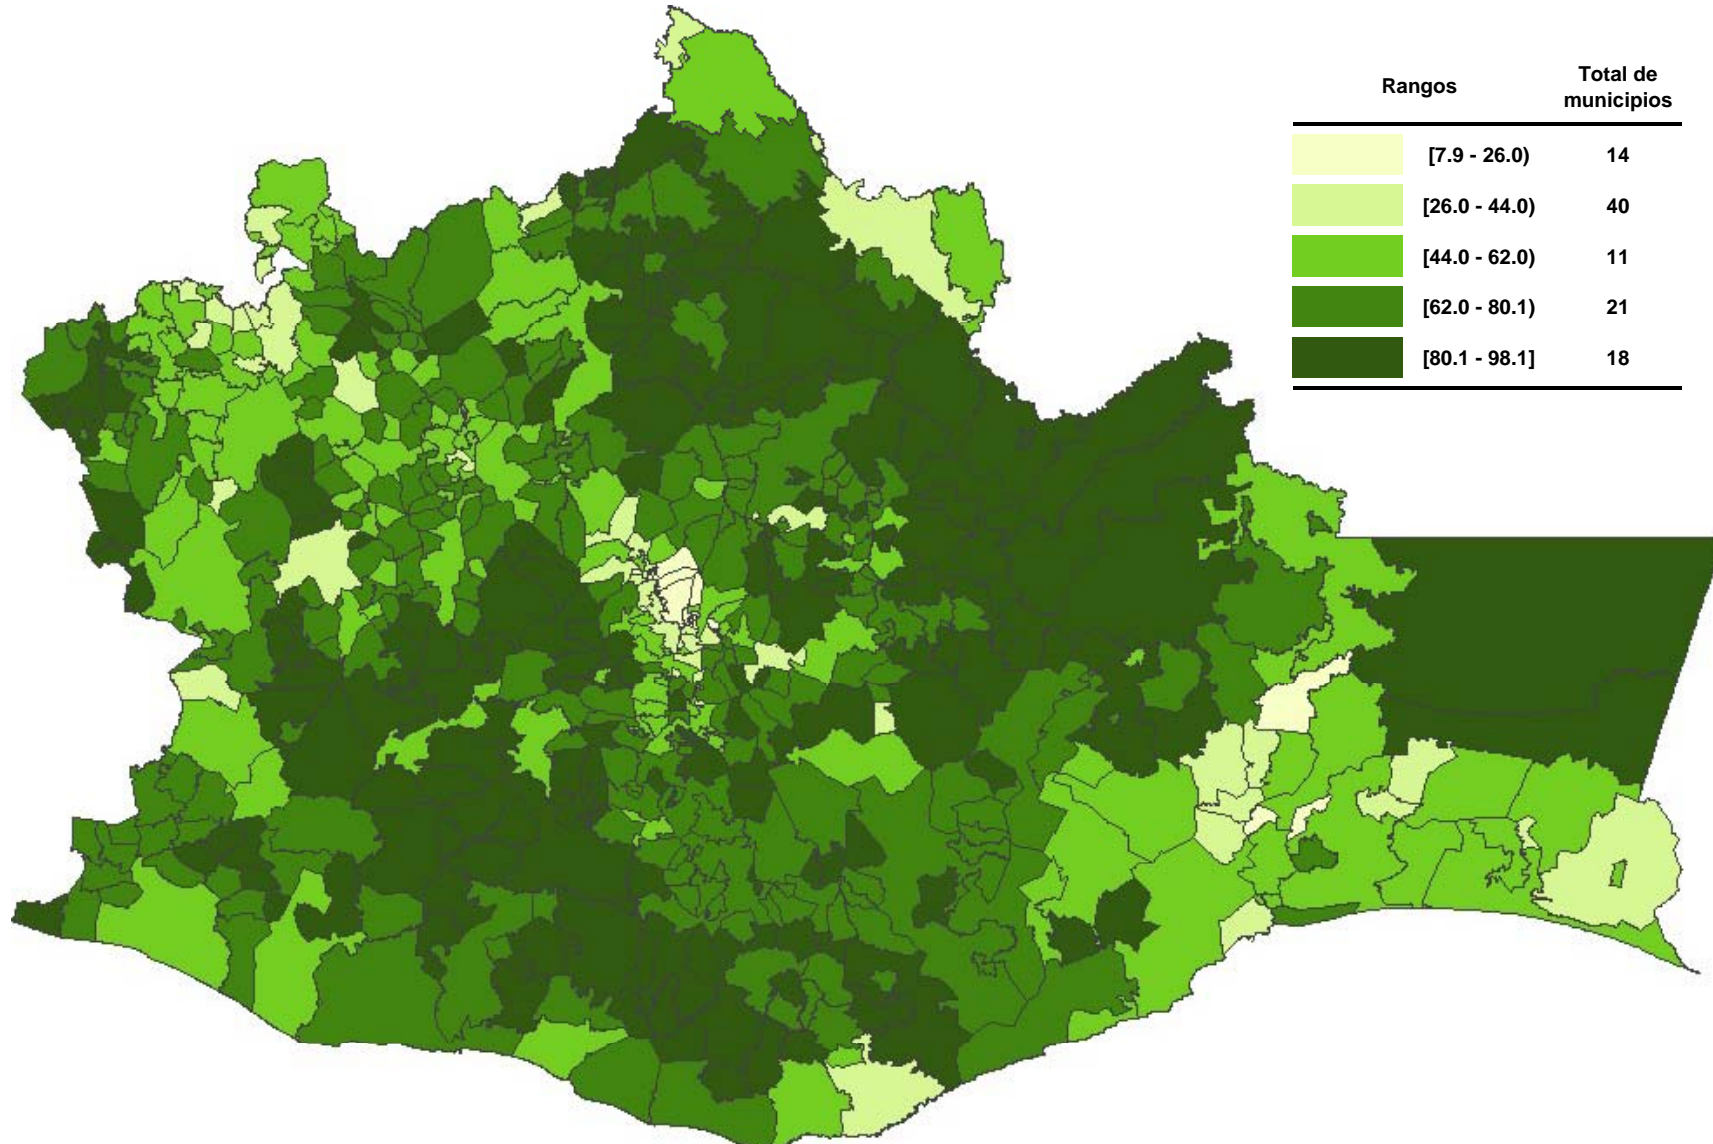 Rangos
Total de
municipios
[7.9 - 26.0) 14
[26.0 - 44.0) 40
[44.0 - 62.0) 11
[62.0 - 80.1) 21
[80.1 - 98.1] 18